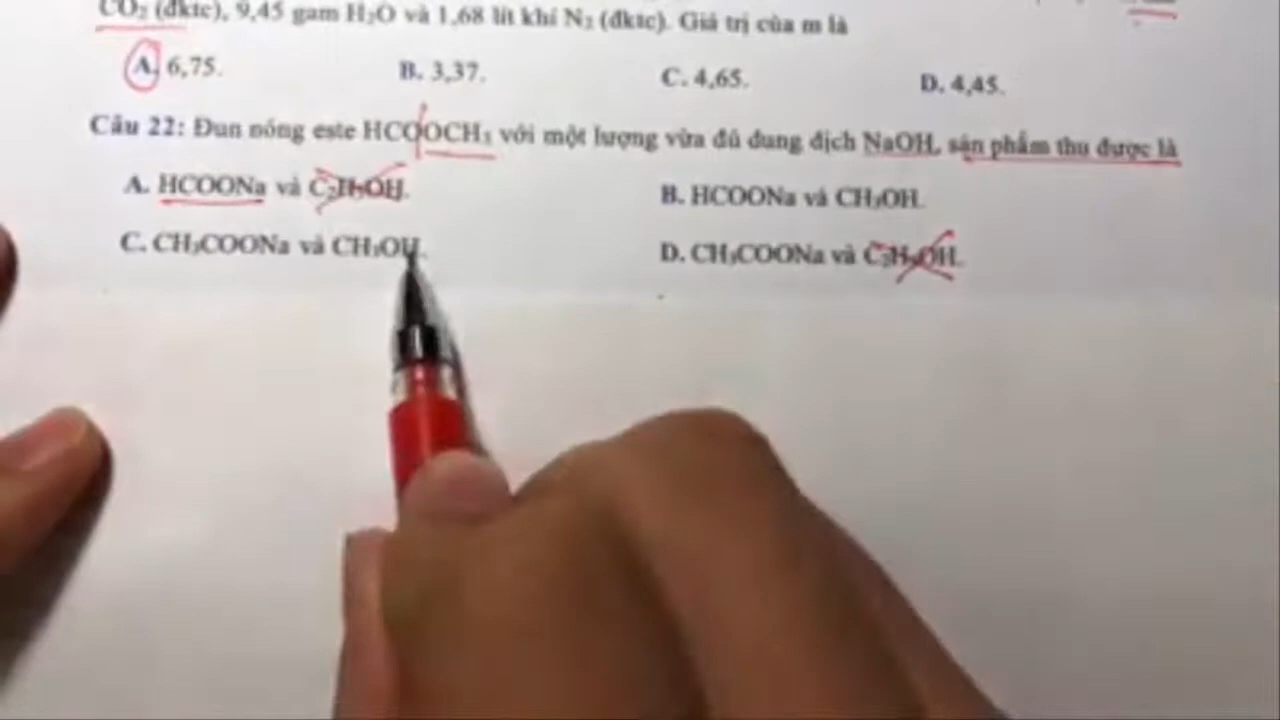 CO₂ (đktc), 9,45 gam H₂O và 1,68 lít khí N₂ (đktc). Giá trị của m là
A. 6,75. B. 3,37. C. 4,65. D. 4,45.
Câu 22: Đun nóng este HCOOCH₃ với một lượng vừa đủ dung dịch NaOH, sản phẩm thu được là
A. HCOONa và C₂H₅OH. B. HCOONa và CH₃OH.
C. CH₃COONa và CH₃OH. D. CH₃COONa và C₂H₅OH.